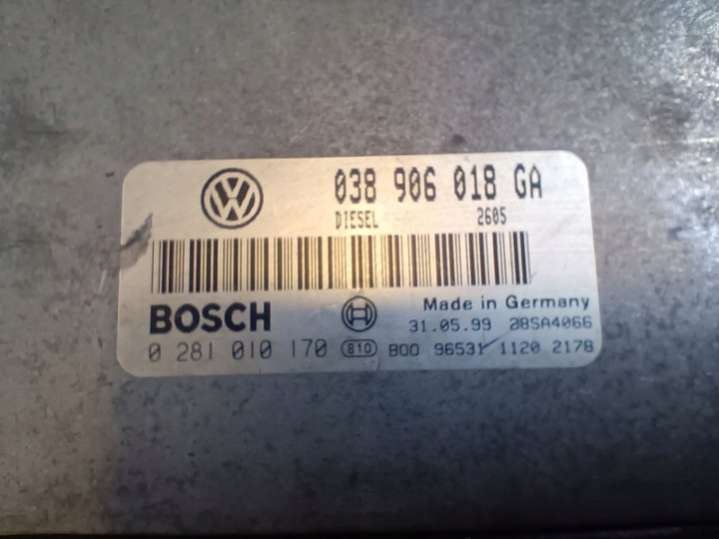 038 906 018 GA
DIESEL 2605
BOSCH Made in Germany
31.05.99 28SA4066
0 281 010 170 810 B00 96531 1120 2178